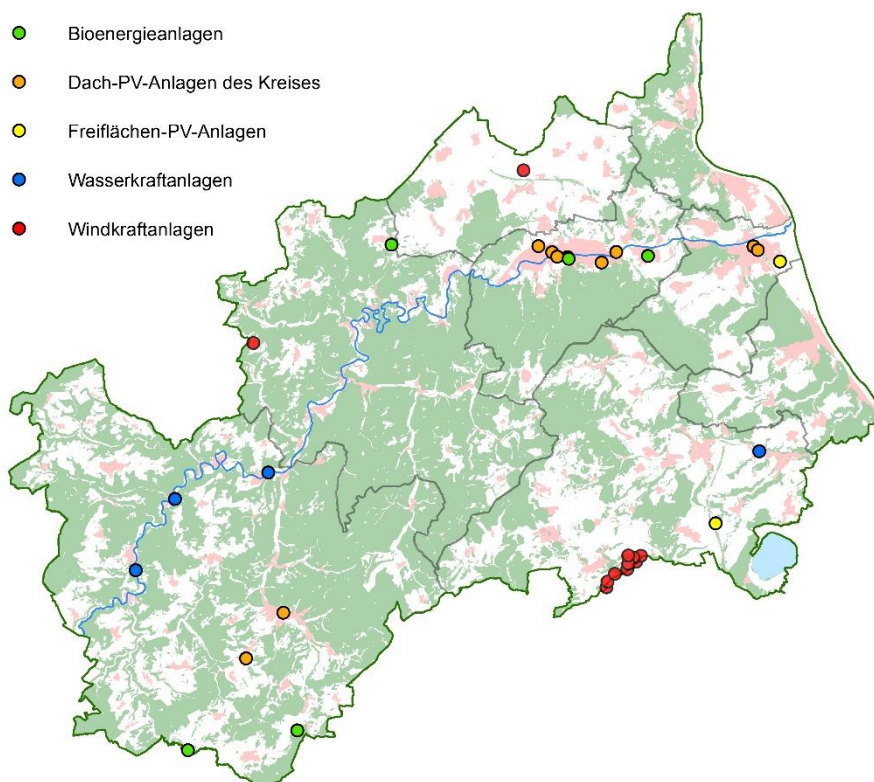 Bioenergieanlagen
Dach-PV-Anlagen des Kreises
Freiflächen-PV-Anlagen
Wasserkraftanlagen
Windkraftanlagen